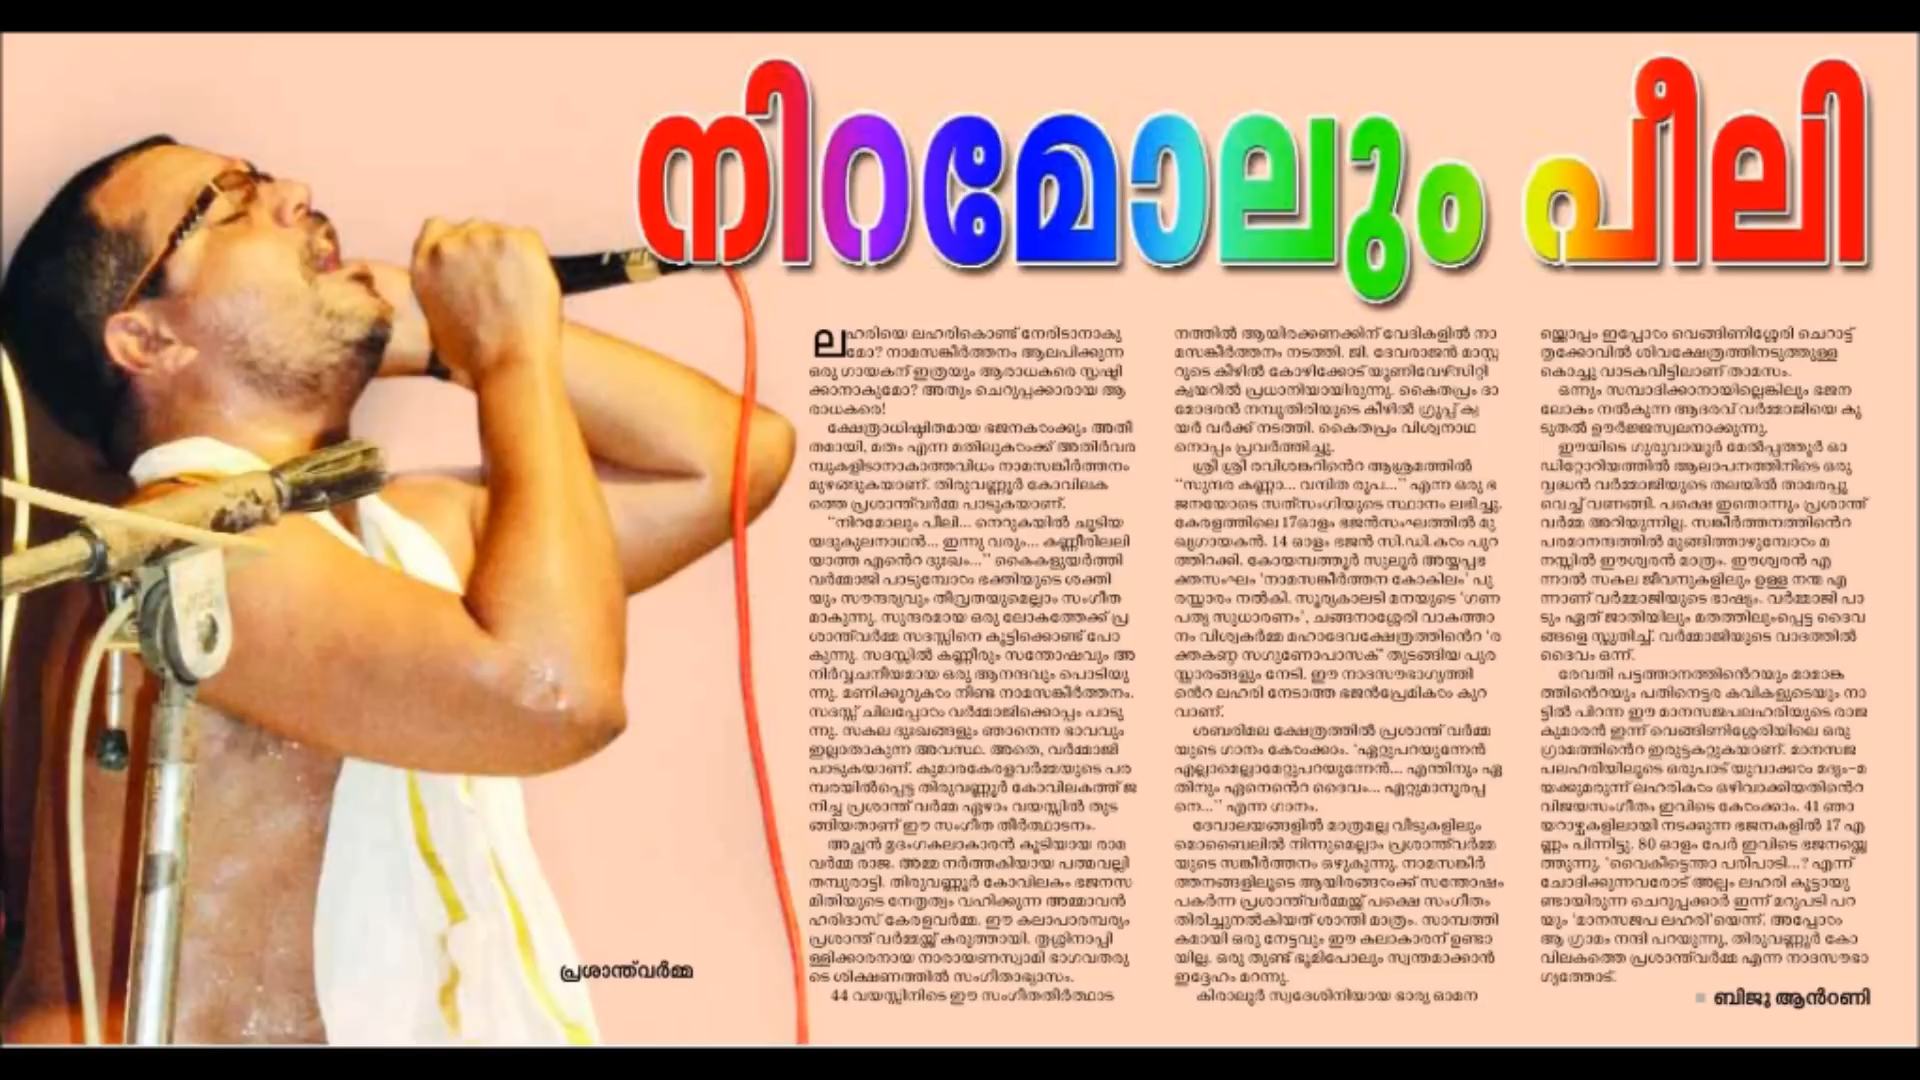 നിറമോലും പീലി
ലഹരിയെ ലഹരികൊണ്ട് നേരിടാനാകു
മോ? നാമസങ്കീർത്തനം ആലപിക്കുന്ന
ഒരു ഗായകന് ഇത്രയും ആരാധകരെ സൃഷ്ടി
ക്കാനാകുമോ? അതും ചെറുപ്പക്കാരായ ആ
രാധകരെ!
ക്ഷേത്രാധിഷ്ഠിതമായ ഭജനകൾക്കും അതീ
തമായി, മതം എന്ന മതിലുകൾക്ക് അതിർവര
മ്പുകളിടാനാകാത്തവിധം നാമസങ്കീർത്തനം
മുഴങ്ങുകയാണ്. തിരുവണ്ണൂർ കോവിലക
ത്തെ പ്രശാന്ത്‌വർമ്മ പാടുകയാണ്.
“നിറമോലും പീലി... നെറുകയിൽ ചൂടിയ
യദുകുലനാഥൻ... ഇന്നു വരും... കണ്ണീരിലലി
യാത്ത എൻെറ ദുഃഖം...” കൈകളുയർത്തി
വർമ്മാജി പാടുമ്പോൾ ഭക്തിയുടെ ശക്തി
യും സൗന്ദര്യവും തീവ്രതയുമെല്ലാം സംഗീത
മാകുന്നു. സുന്ദരമായ ഒരു ലോകത്തേക്ക് പ്ര
ശാന്ത്‌വർമ്മ സദസ്സിനെ കൂട്ടിക്കൊണ്ട് പോ
കുന്നു. സദസ്സിൽ കണ്ണീരും സന്തോഷവും അ
നിർവ്വചനീയമായ ഒരു ആനന്ദവും പൊടിയു
ന്നു. മണിക്കൂറുകൾ നീണ്ട നാമസങ്കീർത്തനം.
സദസ്സ് ചിലപ്പോൾ വർമ്മാജിക്കൊപ്പം പാടു
ന്നു. സകല ദുഃഖങ്ങളും ഞാനെന്ന ഭാവവും
ഇല്ലാതാകുന്ന അവസ്ഥ. അതെ, വർമ്മാജി
പാടുകയാണ്. കുമാരകേരളവർമ്മയുടെ പര
മ്പരയിൽപ്പെട്ട തിരുവണ്ണൂർ കോവിലകത്ത് ജ
നിച്ച പ്രശാന്ത് വർമ്മ ഏഴാം വയസ്സിൽ തുട
ങ്ങിയതാണ് ഈ സംഗീത തീർത്ഥാടനം.
അച്ഛൻ മൃദംഗകലാകാരൻ കൂടിയായ രാമ
വർമ്മ രാജ. അമ്മ നർത്തകിയായ പത്മവല്ലി
തമ്പുരാട്ടി. തിരുവണ്ണൂർ കോവിലകം ഭജനസ
മിതിയുടെ നേതൃത്വം വഹിക്കുന്ന അമ്മാവൻ
ഹരിദാസ് കേരളവർമ്മ. ഈ കലാപാരമ്പര്യം
പ്രശാന്ത് വർമ്മയ്ക്ക് കരുത്തായി. തൃശ്ശിനാപ്പി
ള്ളിക്കാരനായ നാരായണസ്വാമി ഭാഗവതരു
ടെ ശിക്ഷണത്തിൽ സംഗീതാഭ്യാസം.
44 വയസ്സിനിടെ ഈ സംഗീതതീർത്ഥാട
നത്തിൽ ആയിരക്കണക്കിന് വേദികളിൽ നാ
മസങ്കീർത്തനം നടത്തി. ജി. ദേവരാജൻ മാസ്റ്റ
റുടെ കീഴിൽ കോഴിക്കോട് യൂണിവേഴ്സിറ്റി
ക്വയറിൽ പ്രധാനിയായിരുന്നു. കൈതപ്രം ദാ
മോദരൻ നമ്പൂതിരിയുടെ കീഴിൽ ഗ്രൂപ്പ് ക്വ
യർ വർക്ക് നടത്തി. കൈതപ്രം വിശ്വനാഥ
നൊപ്പം പ്രവർത്തിച്ചു.
ശ്രീ ശ്രീ രവിശങ്കറിൻെറ ആശ്രമത്തിൽ
“സുന്ദര കണ്ണാ... വന്ദിത രൂപ...” എന്ന ഒരു ഭ
ജനയോടെ സത്സംഗിയുടെ സ്ഥാനം ലഭിച്ചു.
കേരളത്തിലെ 17ഓളം ഭജൻസംഘത്തിൽ മു
ഖ്യഗായകൻ. 14 ഓളം ഭജൻ സി.ഡി.കൾ പുറ
ത്തിറക്കി. കോയമ്പത്തൂർ സുലൂർ അയ്യപ്പഭ
ക്തസംഘം ‘നാമസങ്കീർത്തന കോകിലം’ പു
രസ്കാരം നൽകി. സൂര്യകാലടി മനയുടെ ‘ഗണ
പത്യ സുധാരണം’, ചങ്ങനാശ്ശേരി വാകത്താ
നം വിശ്വകർമ്മ മഹാദേവക്ഷേത്രത്തിൻെറ ‘ര
ക്തകണ്ഠ സഗുണോപാസക്’ തുടങ്ങിയ പുര
സ്കാരങ്ങളും നേടി. ഈ നാദസൗഭാഗ്യത്തി
ൻെറ ലഹരി നേടാത്ത ഭജൻപ്രേമികൾ കുറ
വാണ്.
ശബരിമല ക്ഷേത്രത്തിൽ പ്രശാന്ത് വർമ്മ
യുടെ ഗാനം കേൾക്കാം. ‘ഏറ്റുപറയുന്നേൻ
എല്ലാമെല്ലാമേറ്റുപറയുന്നേൻ... എന്തിനും ഏ
തിനും ഏനെൻെറ ദൈവം... ഏറ്റുമാനൂരപ്പ
നെ...” എന്ന ഗാനം.
ദേവാലയങ്ങളിൽ മാത്രമല്ല വീടുകളിലും
മൊബൈലിൽ നിന്നുമെല്ലാം പ്രശാന്ത്‌വർമ്മ
യുടെ സങ്കീർത്തനം ഒഴുകുന്നു. നാമസങ്കീർ
ത്തനങ്ങളിലൂടെ ആയിരങ്ങൾക്ക് സന്തോഷം
പകർന്ന പ്രശാന്ത്‌വർമ്മയ്ക്ക് പക്ഷെ സംഗീതം
തിരിച്ചുനൽകിയത് ശാന്തി മാത്രം. സാമ്പത്തി
കമായി ഒരു നേട്ടവും ഈ കലാകാരന് ഉണ്ടാ
യില്ല. ഒരു തുണ്ട് ഭൂമിപോലും സ്വന്തമാക്കാൻ
ഇദ്ദേഹം മറന്നു.
കിരാലൂർ സ്വദേശിനിയായ ഭാര്യ ഓമന
യ്ക്കൊപ്പം ഇപ്പോൾ വെങ്ങിണിശ്ശേരി ചെറാട്ട്
തൃക്കോവിൽ ശിവക്ഷേത്രത്തിനടുത്തുള്ള
കൊച്ചു വാടകവീട്ടിലാണ് താമസം.
ഒന്നും സമ്പാദിക്കാനായില്ലെങ്കിലും ഭജന
ലോകം നൽകുന്ന ആദരവ് വർമ്മാജിയെ കൂ
ടുതൽ ഊർജ്ജസ്വലനാക്കുന്നു.
ഈയിടെ ഗുരുവായൂർ മേൽപ്പത്തൂർ ഓ
ഡിറ്റോറിയത്തിൽ ആലാപനത്തിനിടെ ഒരു
വൃദ്ധൻ വർമ്മാജിയുടെ തലയിൽ താമരപ്പൂ
വെച്ച് വണങ്ങി. പക്ഷെ ഇതൊന്നും പ്രശാന്ത്
വർമ്മ അറിയുന്നില്ല. സങ്കീർത്തനത്തിൻെറ
പരമാനന്ദത്തിൽ മുങ്ങിത്താഴുമ്പോൾ മ
നസ്സിൽ ഈശ്വരൻ മാത്രം. ഈശ്വരൻ എ
ന്നാൽ സകല ജീവനുകളിലും ഉള്ള നന്മ എ
ന്നാണ് വർമ്മാജിയുടെ ഭാഷ്യം. വർമ്മാജി പാ
ടും ഏത് ജാതിയിലും മതത്തിലുംപ്പെട്ട ദൈവ
ങ്ങളെ സ്തുതിച്ച്. വർമ്മാജിയുടെ വാദത്തിൽ
ദൈവം ഒന്ന്.
രേവതി പട്ടത്താനത്തിൻെറയും മാമാങ്ക
ത്തിൻെറയും പതിനെട്ടര കവികളുടെയും നാ
ട്ടിൽ പിറന്ന ഈ മാനസജപലഹരിയുടെ രാജ
കുമാരൻ ഇന്ന് വെങ്ങിണിശ്ശേരിയിലെ ഒരു
ഗ്രാമത്തിൻെറ ഇരുട്ടകറ്റുകയാണ്. മാനസജ
പലഹരിയിലൂടെ ഒരുപാട് യുവാക്കൾ മദ്യം-മ
യക്കുമരുന്ന് ലഹരികൾ ഒഴിവാക്കിയതിൻെറ
വിജയസംഗീതം ഇവിടെ കേൾക്കാം. 41 ഞാ
യറാഴ്ചകളിലായി നടക്കുന്ന ഭജനകളിൽ 17 എ
ണ്ണം പിന്നിട്ടു. 80 ഓളം പേർ ഇവിടെ ഭജനയ്ക്കെ
ത്തുന്നു. ‘വൈകീട്ടെന്താ പരിപാടി...? എന്ന്
ചോദിക്കുന്നവരോട് അല്പം ലഹരി കൂട്ടായു
ണ്ടായിരുന്ന ചെറുപ്പക്കാർ ഇന്ന് മറുപടി പറ
യും ‘മാനസജപ ലഹരി’യെന്ന്. അപ്പോൾ
ആ ഗ്രാമം നന്ദി പറയുന്നു. തിരുവണ്ണൂർ കോ
വിലകത്തെ പ്രശാന്ത്‌വർമ്മ എന്ന നാദസൗഭാ
ഗ്യത്തോട്.
ബിജു ആൻറണി
പ്രശാന്ത്‌വർമ്മ